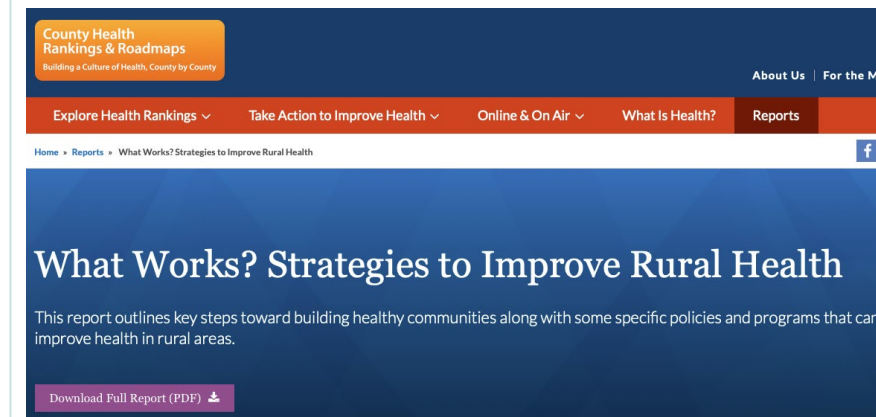 County Health
Rankings & Roadmaps
Building a Culture of Health, County by County
About Us | For the M
Explore Health Rankings Take Action to Improve Health Online & On Air What Is Health? Reports
Home » Reports » What Works? Strategies to Improve Rural Health
What Works? Strategies to Improve Rural Health
This report outlines key steps toward building healthy communities along with some specific policies and programs that can
improve health in rural areas.
Download Full Report (PDF)